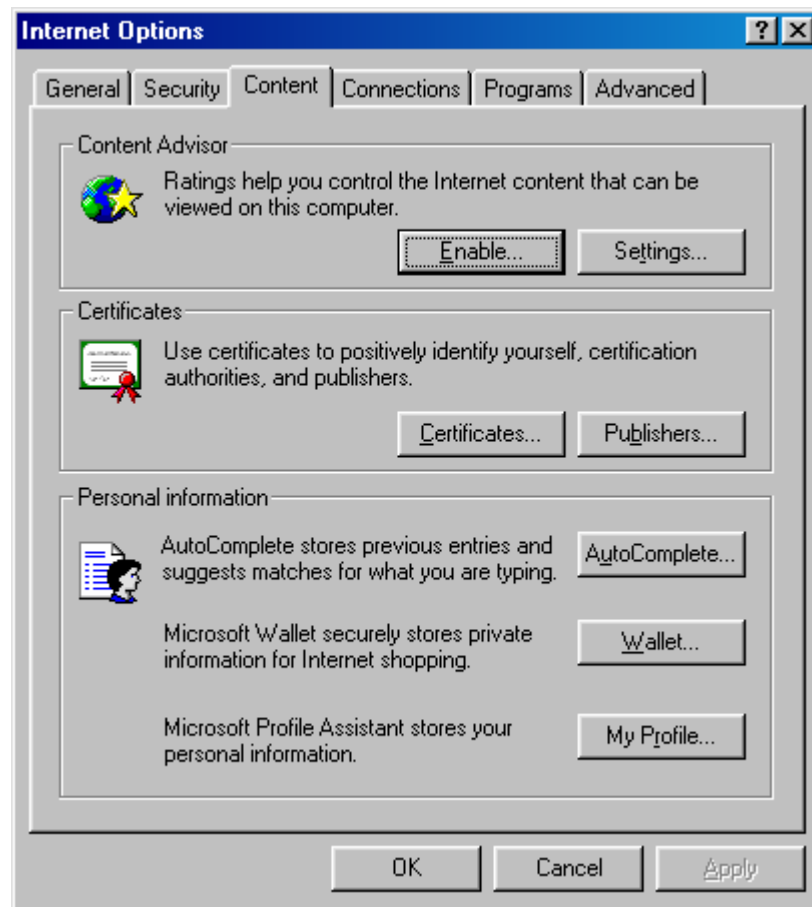 Internet Options
General Security Content Connections Programs Advanced
Content Advisor
Ratings help you control the Internet content that can be
viewed on this computer.
Enable... Settings...
Certificates
Use certificates to positively identify yourself, certification
authorities, and publishers.
Certificates... Publishers...
Personal information
AutoComplete stores previous entries and
suggests matches for what you are typing.
AutoComplete...
Microsoft Wallet securely stores private
information for Internet shopping.
Wallet...
Microsoft Profile Assistant stores your
personal information.
My Profile...
OK Cancel Apply